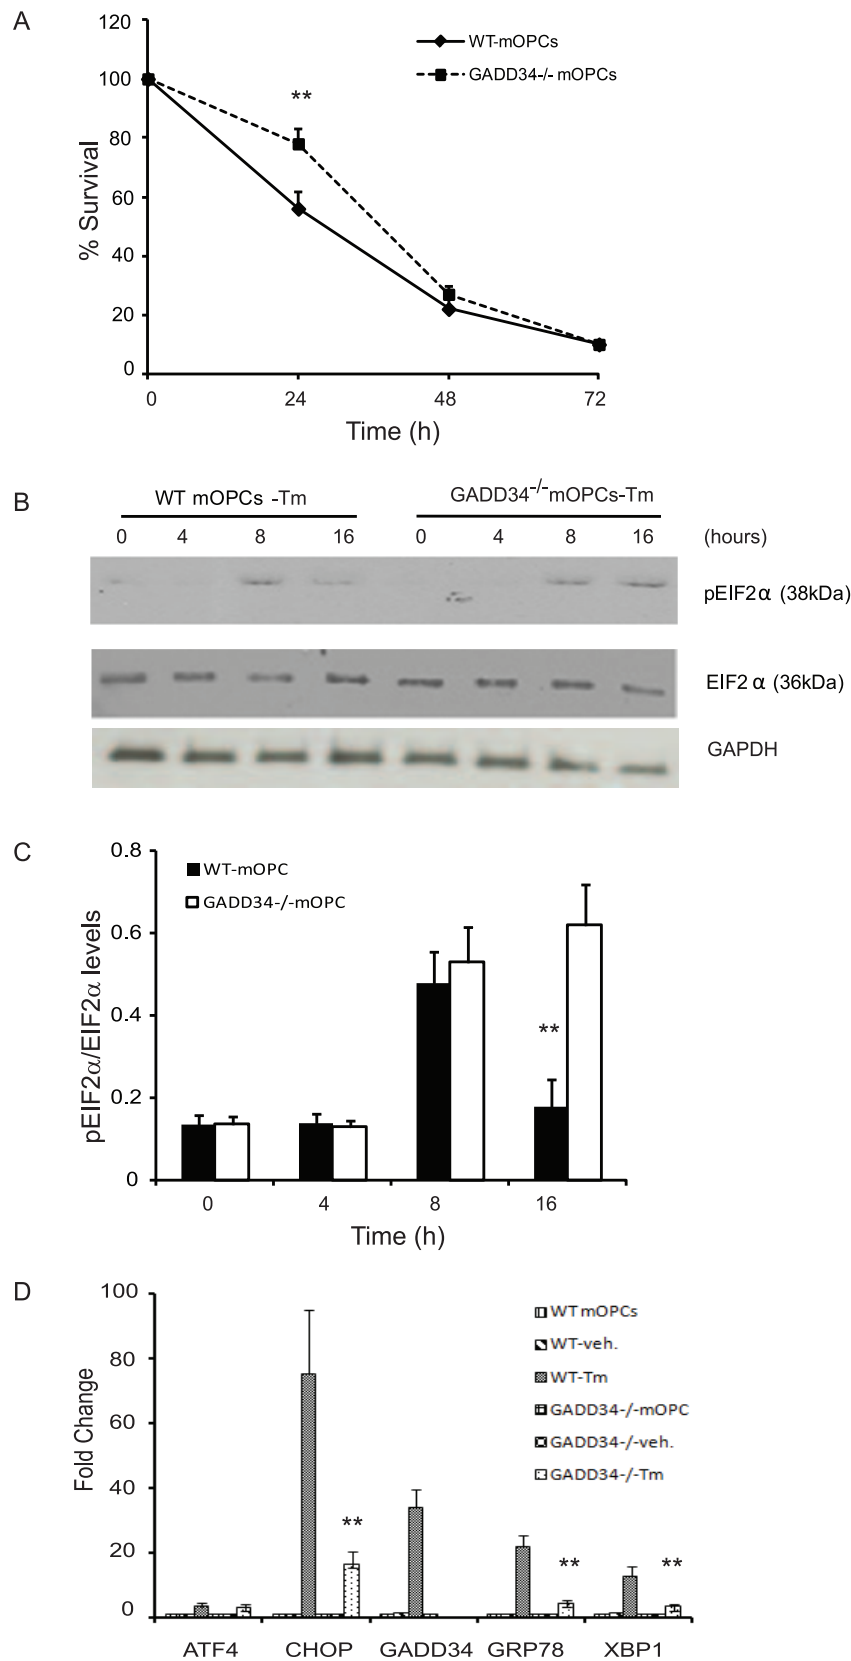 A
120
100
80
60
40
20
0
% Survival
**
WT-mOPCs
GADD34-/- mOPCs
0 24 48 72
Time (h)
B
WT mOPCs -Tm GADD34-/-mOPCs-Tm
0 4 8 16 0 4 8 16 (hours)
pEIF2α (38kDa)
EIF2 α (36kDa)
GAPDH
C
0.8
0.6
0.4
0.2
0
pEIF2α/EIF2α levels
WT-mOPC
GADD34-/-mOPC
**
0 4 8 16
Time (h)
D
100
80
60
40
20
0
Fold Change
WT mOPCs
WT-veh.
WT-Tm
GADD34-/-mOPC
GADD34-/-veh.
GADD34-/-Tm
** ** **
ATF4 CHOP GADD34 GRP78 XBP1